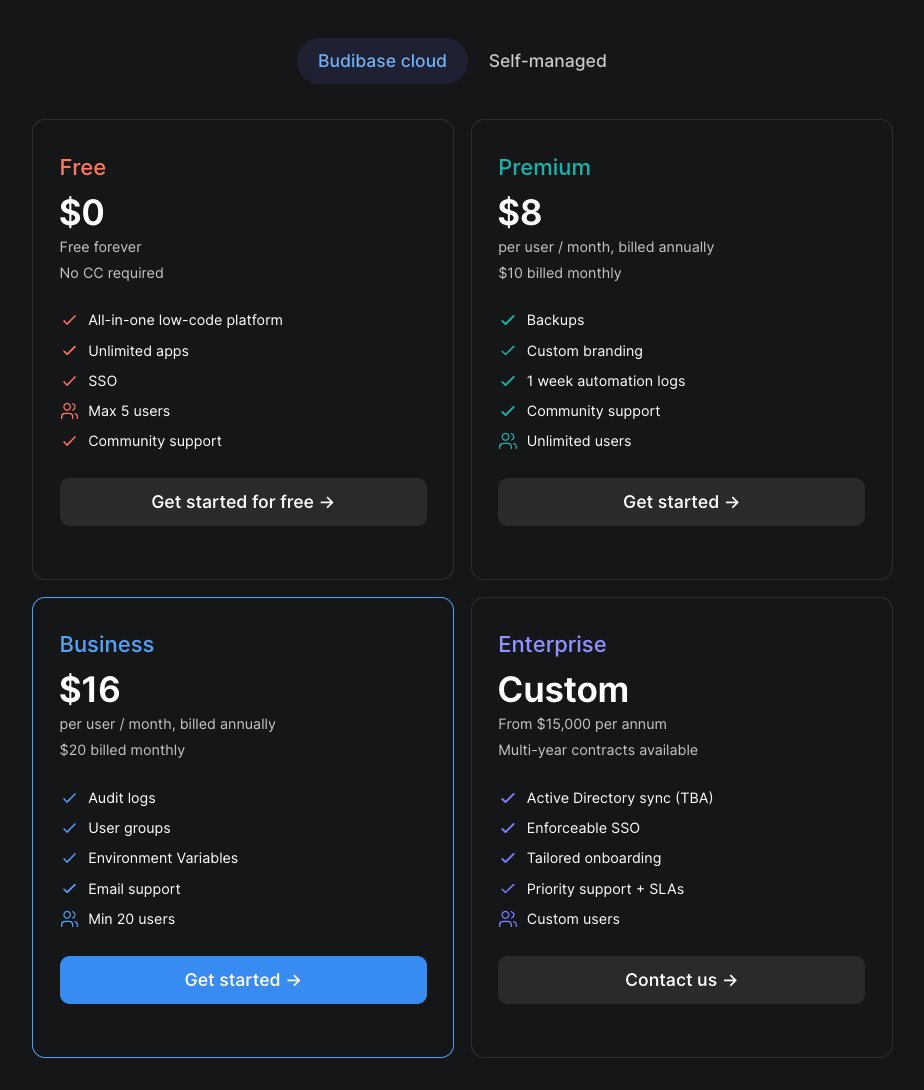 Budibase cloud
Self-managed
Free
$0
Free forever
No CC required
All-in-one low-code platform
Unlimited apps
SSO
Max 5 users
Community support
Get started for free →
Premium
$8
per user / month, billed annually
$10 billed monthly
Backups
Custom branding
1 week automation logs
Community support
Unlimited users
Get started →
Business
$16
per user / month, billed annually
$20 billed monthly
Audit logs
User groups
Environment Variables
Email support
Min 20 users
Get started →
Enterprise
Custom
From $15,000 per annum
Multi-year contracts available
Active Directory sync (TBA)
Enforceable SSO
Tailored onboarding
Priority support + SLAs
Custom users
Contact us →